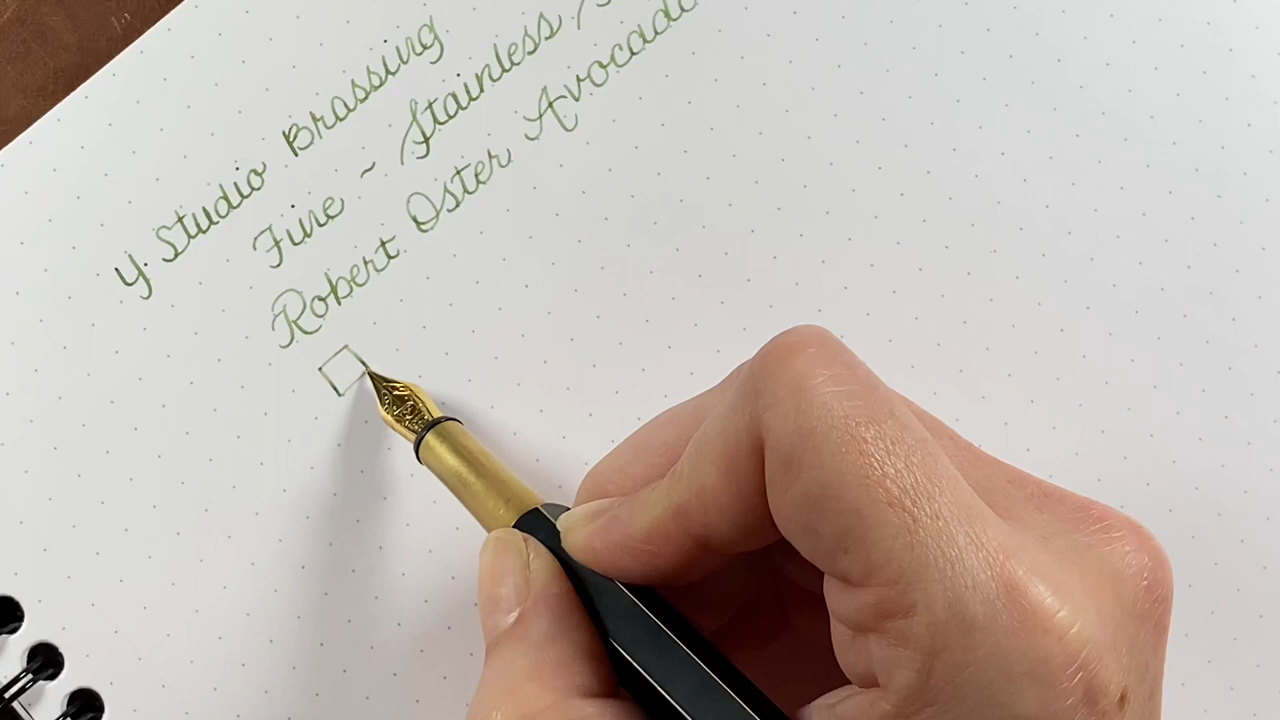 y. Studio Brassing
Fine ~ Stainless
Robert Oster Avocado